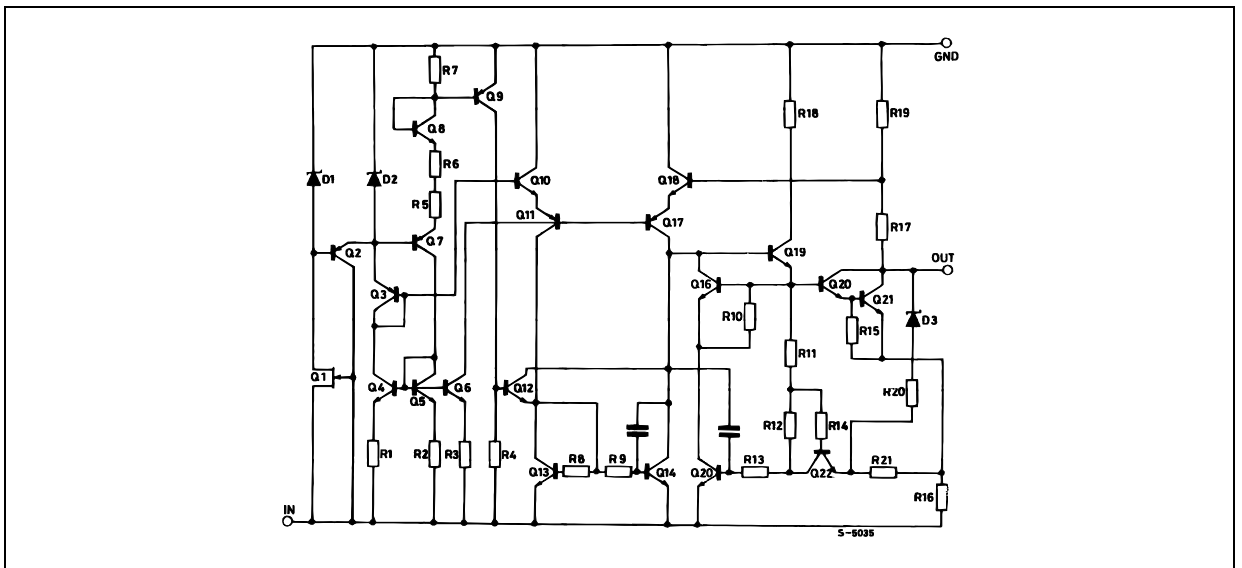 GND
R7
Q9
R18
R19
Q8
R6
D1
D2
Q10
Q18
R5
Q11
Q17
R17
Q2
Q7
Q19
OUT
Q3
Q16
Q20
Q21
R10
R15
D3
R11
Q1
Q4
Q5
Q6
Q12
R20
R12
R14
R1
R2
R3
R4
Q13
R8
R9
Q14
Q20
R13
Q22
R21
R16
IN
S-5035